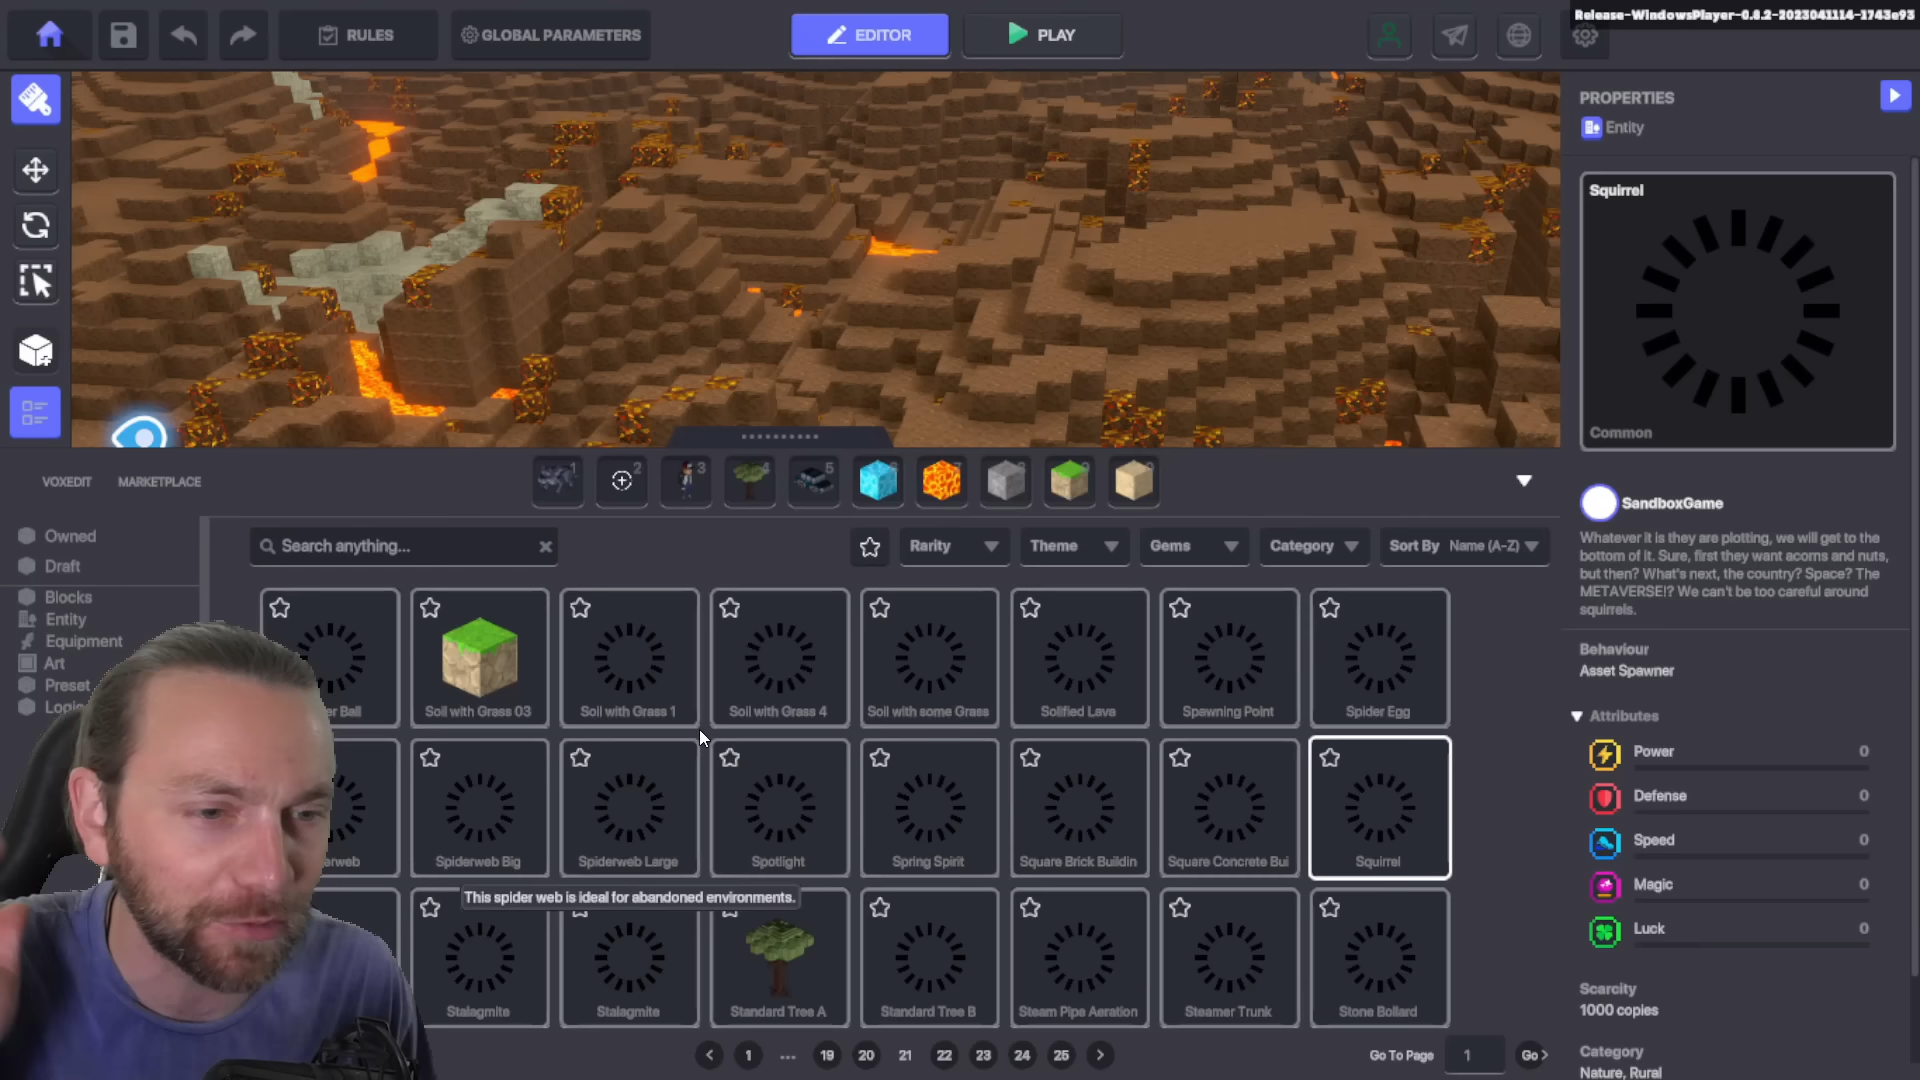 Release-WindowsPlayer-0.8.2-2023041114-1743e93
RULES
GLOBAL PARAMETERS
EDITOR
PLAY
PROPERTIES
Entity
Squirrel
Common
VOXEDIT
MARKETPLACE
1
2
3
4
5
SandboxGame
Whatever it is they are plotting, we will get to the
bottom of it. Sure, first they want acorns and nuts,
but then? What's next, the country? Space? The
METAVERSE!? We can't be too careful around
squirrels.
Owned
Draft
Blocks
Entity
Equipment
Art
Preset
Search anything...
Rarity
Theme
Gems
Category
Sort By Name (A-Z)
Ball
Soil with Grass 03
Soil with Grass 1
Soil with Grass 4
Soil with some Grass
Solified Lava
Spawning Point
Spider Egg
Spiderweb Big
Spiderweb Large
Spotlight
Spring Spirit
Square Brick Buildin
Square Concrete Bui
Squirrel
This spider web is ideal for abandoned environments.
Stalagmite
Stalagmite
Standard Tree A
Standard Tree B
Steam Pipe Aeration
Steamer Trunk
Stone Bollard
< 1 ... 19 20 21 22 23 24 25 >
Go To Page 1 Go >
Behaviour
Asset Spawner
Attributes
Power 0
Defense 0
Speed 0
Magic 0
Luck 0
Scarcity
1000 copies
Category
Nature, Rural